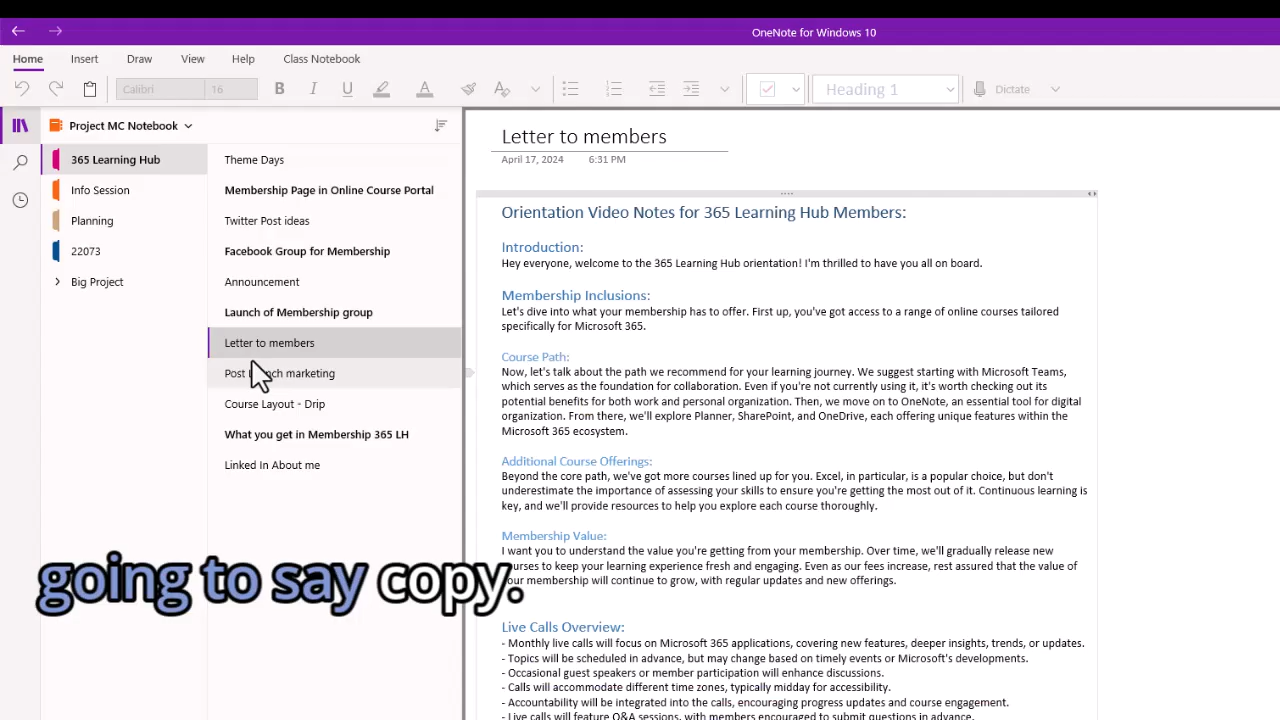 OneNote for Windows 10
Home Insert Draw View Help Class Notebook
Calibri 16 B I U A A Heading 1 Dictate
Project MC Notebook
365 Learning Hub
Info Session
Planning
22073
Big Project
Theme Days
Membership Page in Online Course Portal
Twitter Post ideas
Facebook Group for Membership
Announcement
Launch of Membership group
Letter to members
Post marketing
Course Layout - Drip
What you get in Membership 365 LH
Linked In About me
Letter to members
April 17, 2024 6:31 PM
Orientation Video Notes for 365 Learning Hub Members:
Introduction:
Hey everyone, welcome to the 365 Learning Hub orientation! I'm thrilled to have you all on board.
Membership Inclusions:
Let's dive into what your membership has to offer. First up, you've got access to a range of online courses tailored
specifically for Microsoft 365.
Course Path:
Now, let's talk about the path we recommend for your learning journey. We suggest starting with Microsoft Teams,
which serves as the foundation for collaboration. Even if you're not currently using it, it's worth checking out its
potential benefits for both work and personal organization. Then, we move on to OneNote, an essential tool for digital
organization. From there, we'll explore Planner, SharePoint, and OneDrive, each offering unique features within the
Microsoft 365 ecosystem.
Additional Course Offerings:
Beyond the core path, we've got more courses lined up for you. Excel, in particular, is a popular choice, but don't
underestimate the importance of assessing your skills to ensure you're getting the most out of it. Continuous learning is
key, and we'll provide resources to help you explore each course thoroughly.
Membership Value:
I want you to understand the value you're getting from your membership. Over time, we'll gradually release new
courses to keep your learning experience fresh and engaging. Even as our fees increase, rest assured that the value of
your membership will continue to grow, with regular updates and new offerings.
Live Calls Overview:
- Monthly live calls will focus on Microsoft 365 applications, covering new features, deeper insights, trends, or updates.
- Topics will be scheduled in advance, but may change based on timely events or Microsoft's developments.
- Occasional guest speakers or member participation will enhance discussions.
- Calls will accommodate different time zones, typically midday for accessibility.
- Accountability will be integrated into the calls, encouraging progress updates and course engagement.
- Live calls will feature Q&A sessions, with members encouraged to submit questions in advance.
going to say copy.